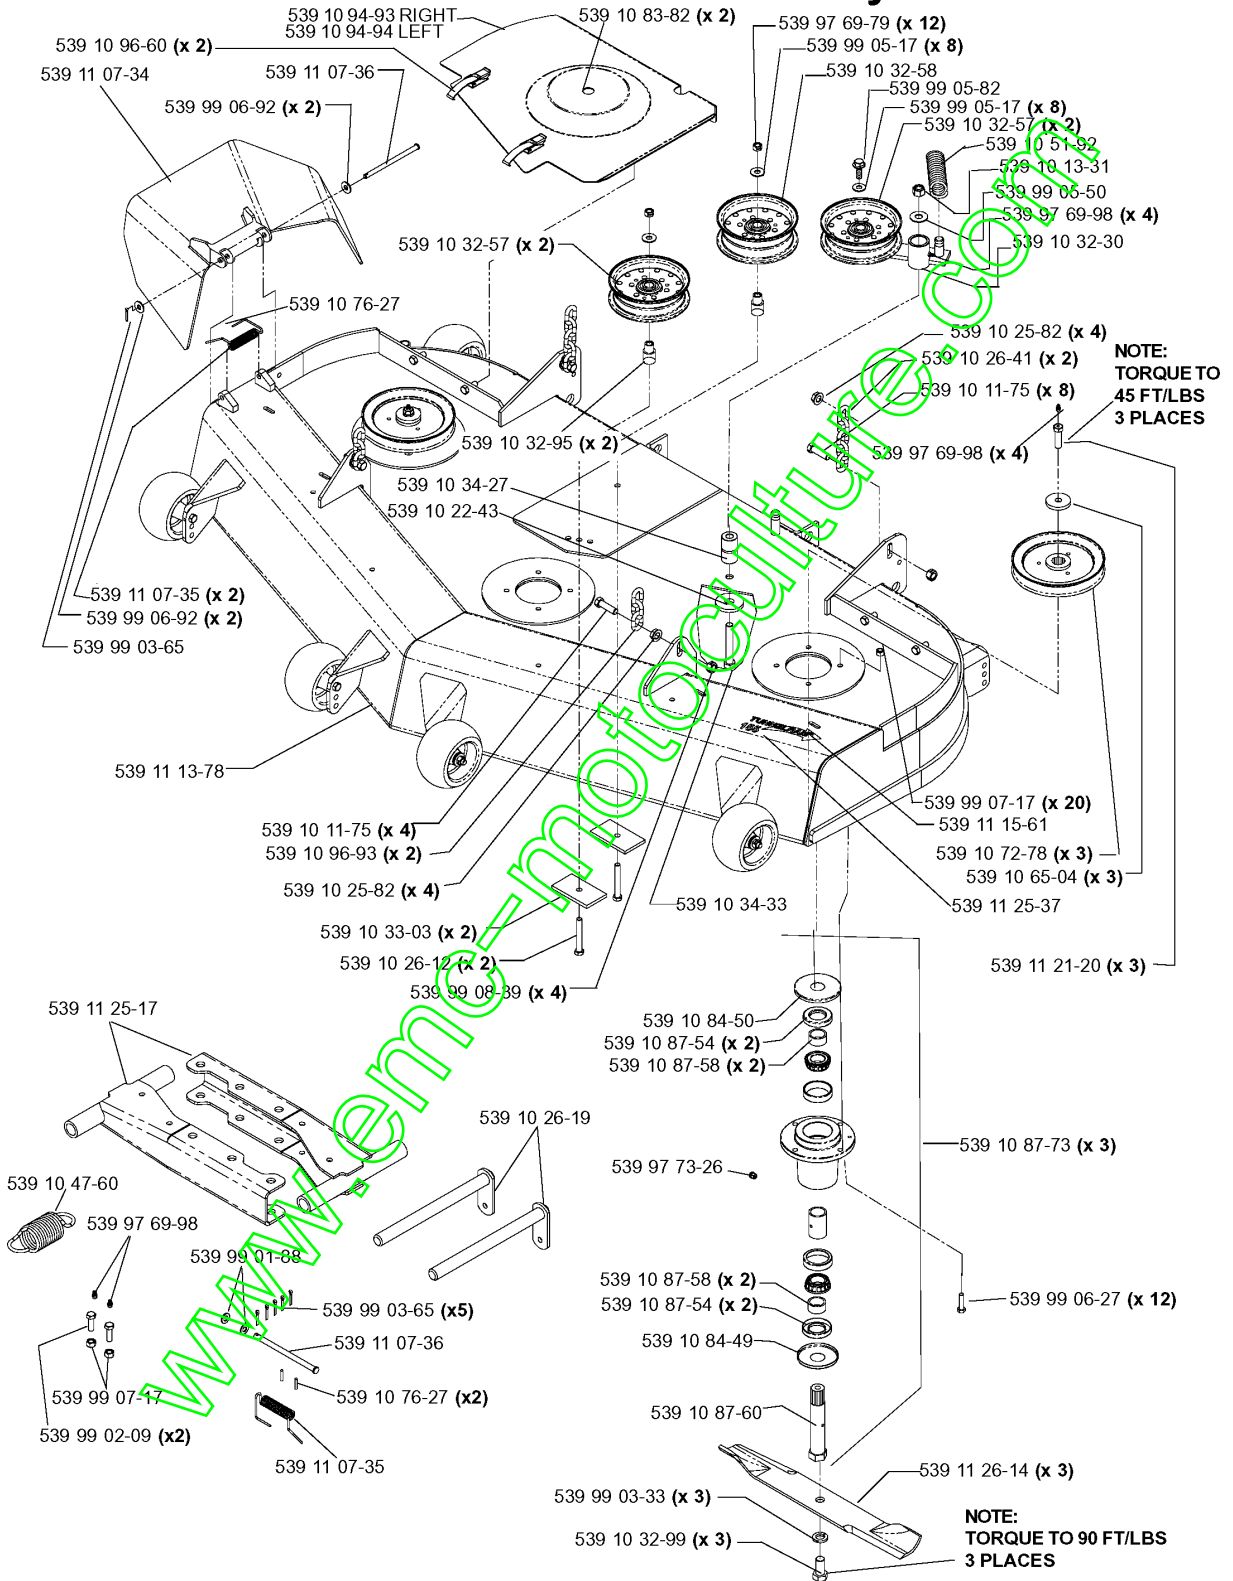 539 10 94-93 RIGHT
539 10 94-94 LEFT
539 10 83-82 (x 2)
539 97 69-79 (x 12)
539 10 96-60 (x 2)
539 99 05-17 (x 8)
539 11 07-34
539 11 07-36
539 10 32-58
539 99 05-82
539 99 06-92 (x 2)
539 99 05-17 (x 8)
539 10 32-57 (x 2)
539 10 51-92
539 10 13-31
539 99 05-50
539 97 69-98 (x 4)
539 10 32-30
539 10 32-57 (x 2)
539 10 76-27
539 10 25-82 (x 4)
539 10 26-41 (x 2)
539 10 11-75 (x 8)
NOTE:
TORQUE TO
45 FT/LBS
3 PLACES
539 10 32-95 (x 2)
539 97 69-98 (x 4)
539 10 34-27
539 10 22-43
539 11 07-35 (x 2)
539 99 06-92 (x 2)
539 99 03-65
TUNNELRAM
539 11 13-78
539 99 07-17 (x 20)
539 11 15-61
539 10 11-75 (x 4)
539 10 96-93 (x 2)
539 10 72-78 (x 3)
539 10 65-04 (x 3)
539 10 25-82 (x 4)
539 10 34-33
539 11 25-37
539 10 33-03 (x 2)
539 10 26-12 (x 2)
539 11 21-20 (x 3)
539 99 08-39 (x 4)
539 11 25-17
539 10 84-50
539 10 87-54 (x 2)
539 10 87-58 (x 2)
539 10 26-19
539 10 87-73 (x 3)
539 97 73-26
539 10 47-60
539 97 69-98
539 99 01-88
539 10 87-58 (x 2)
539 99 03-65 (x5)
539 10 87-54 (x 2)
539 99 06-27 (x 12)
539 11 07-36
539 10 84-49
539 99 07-17
539 10 76-27 (x2)
539 10 87-60
539 99 02-09 (x2)
539 11 07-35
539 11 26-14 (x 3)
539 99 03-33 (x 3)
539 10 32-99 (x 3)
NOTE:
TORQUE TO 90 FT/LBS
3 PLACES
www.emc-motoculture.com